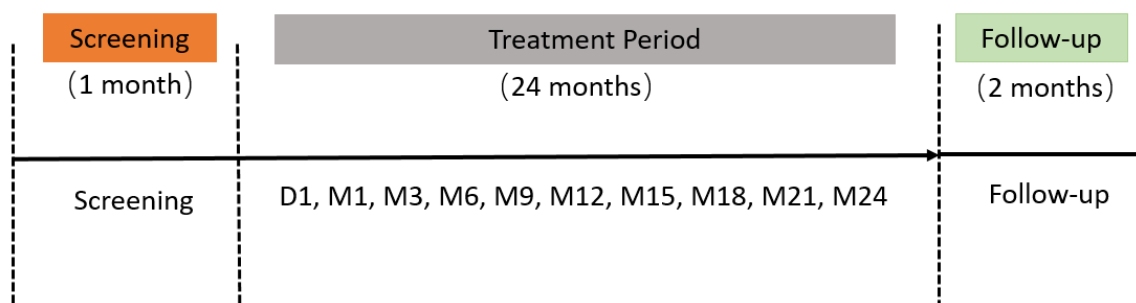 Screening Treatment Period Follow-up
(1 month) (24 months) (2 months)
Screening D1, M1, M3, M6, M9, M12, M15, M18, M21, M24 Follow-up